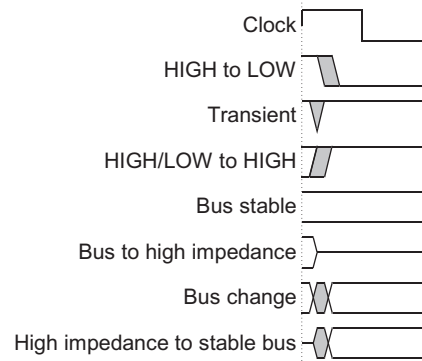 Clock
HIGH to LOW
Transient
HIGH/LOW to HIGH
Bus stable
Bus to high impedance
Bus change
High impedance to stable bus